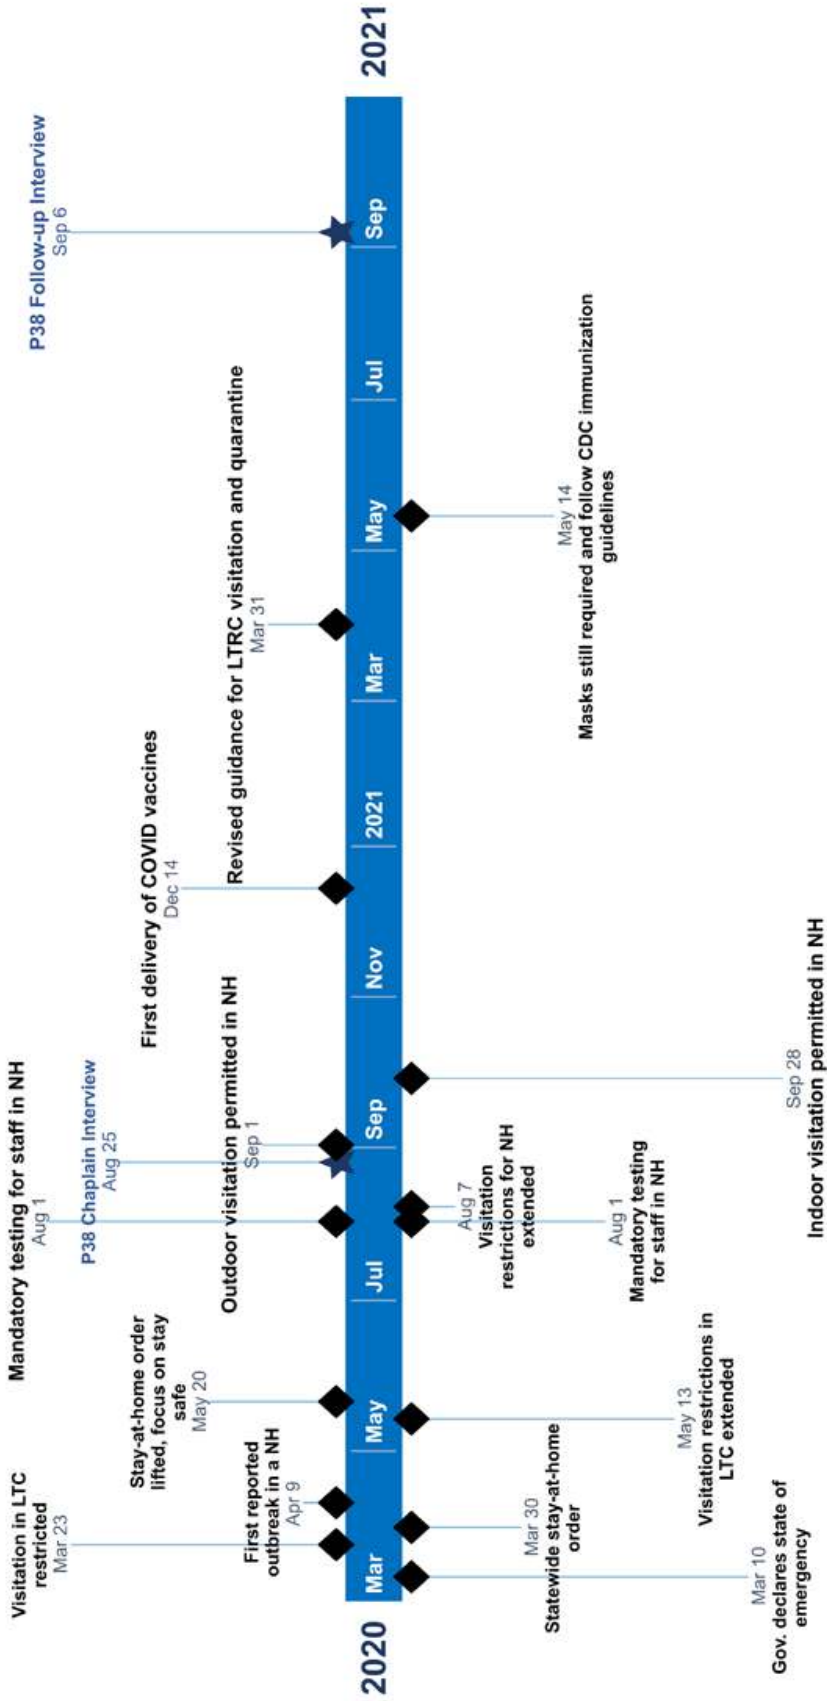 Visitation in LTC
restricted
Mar 23
First reported
outbreak in a NH
Apr 9
Stay-at-home order
lifted, focus on stay
safe
May 20
Mandatory testing for staff in NH
Aug 1
P38 Chaplain Interview
Aug 25
Outdoor visitation permitted in NH
Sep 1
First delivery of COVID vaccines
Dec 14
Revised guidance for LTRC visitation and quarantine
Mar 31
P38 Follow-up Interview
Sep 6
2020
Mar
May
Jul
Sep
Nov
2021
Mar
May
Jul
Sep
2021
Mar 10
Gov. declares state of
emergency
Mar 30
Statewide stay-at-home
order
May 13
Visitation restrictions in
LTC extended
Aug 1
Mandatory testing
for staff in NH
Aug 7
Visitation
restrictions for NH
extended
Sep 28
Indoor visitation permitted in NH
May 14
Masks still required and follow CDC immunization
guidelines